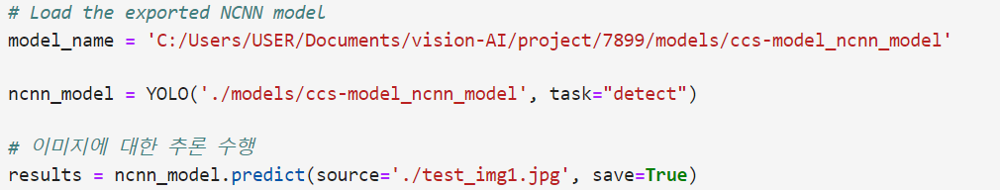 # Load the exported NCNN model
model_name = 'C:/Users/USER/Documents/vision-AI/project/7899/models/ccs-model_ncnn_model'
ncnn_model = YOLO('./models/ccs-model_ncnn_model', task="detect")
# 이미지에 대한 추론 수행
results = ncnn_model.predict(source='./test_img1.jpg', save=True)